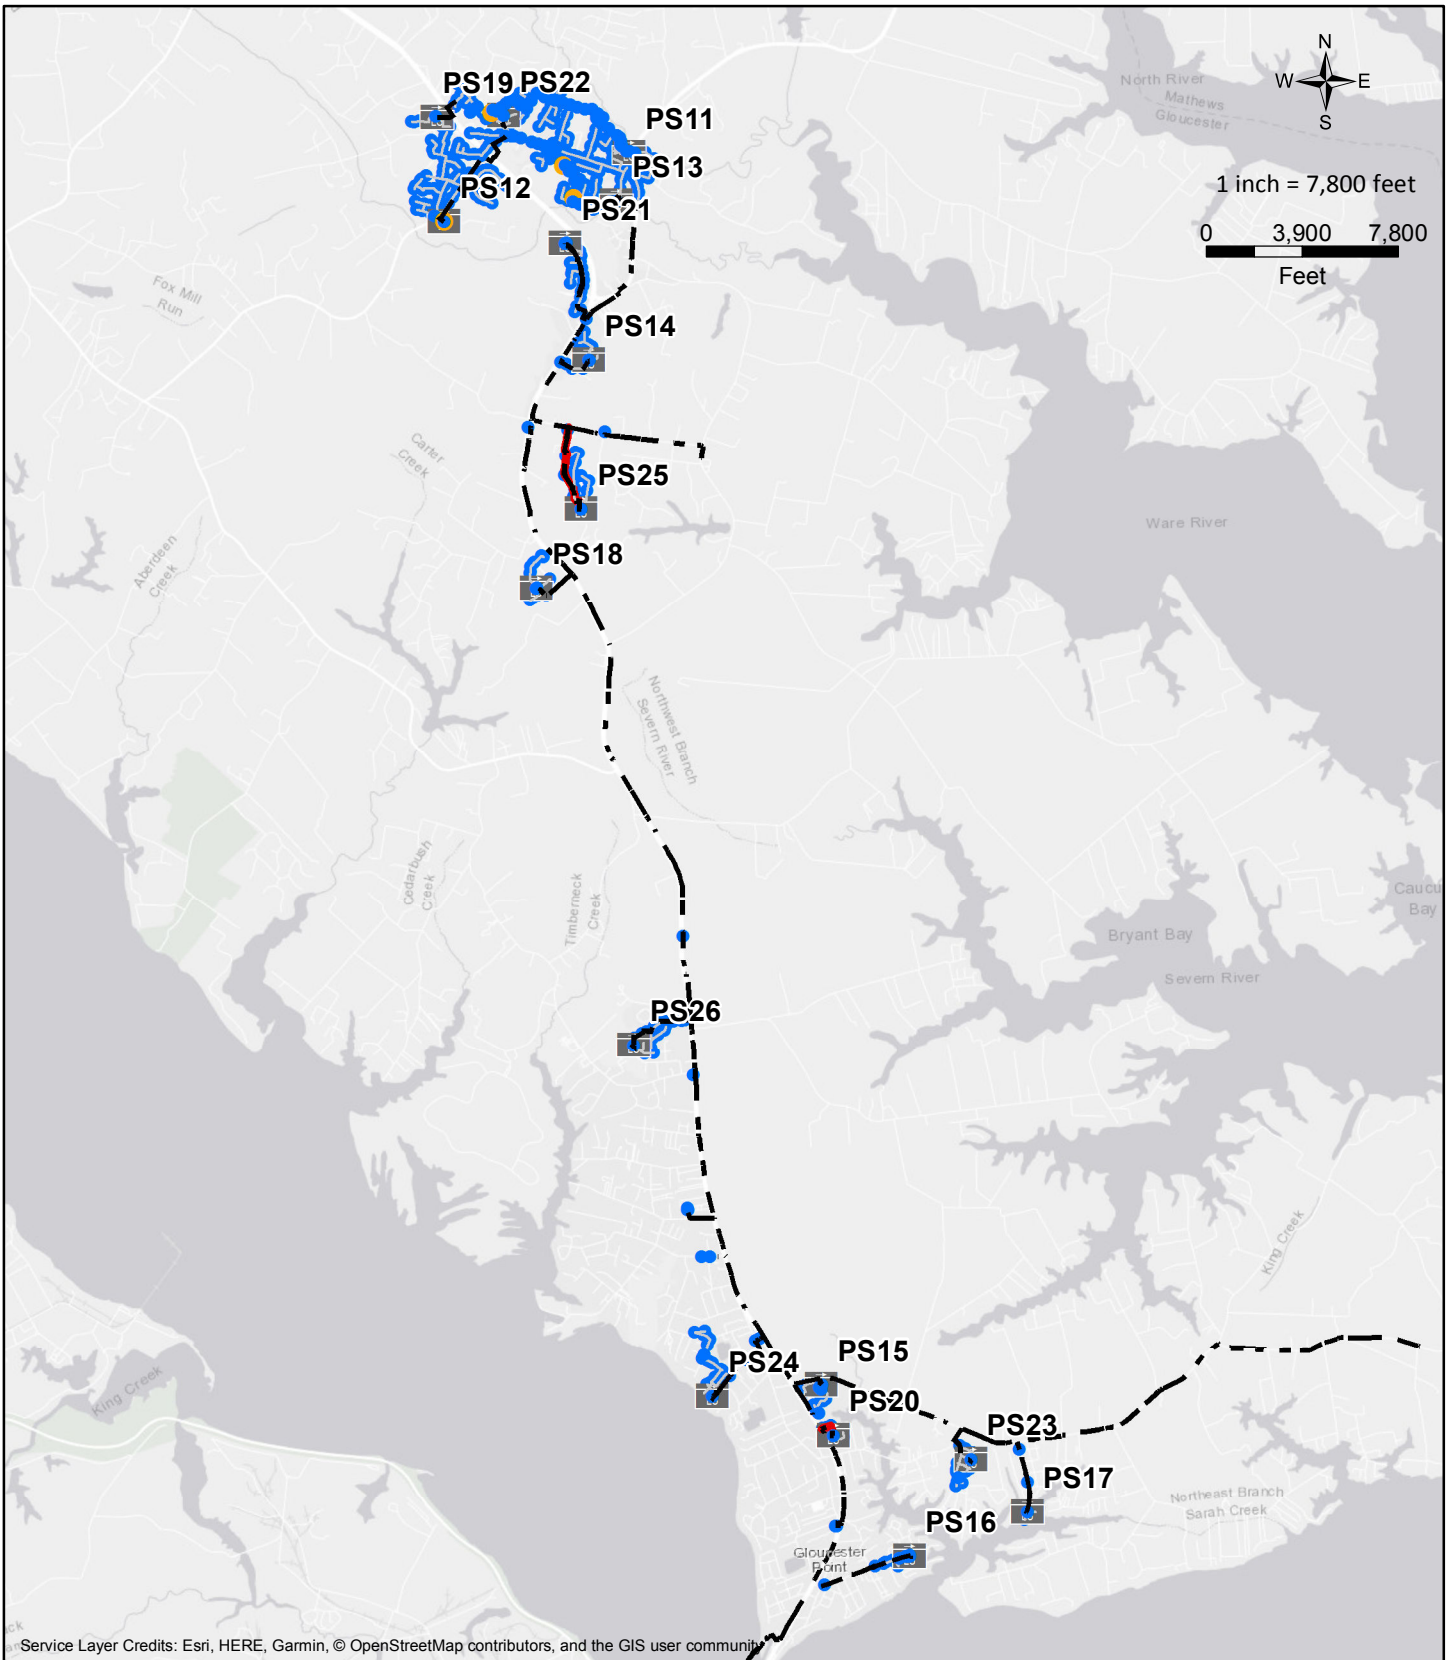 PS19 PS22
PS11
PS13
PS12
PS21
PS14
PS25
PS18
PS26
PS15
PS24
PS20
PS23
PS17
PS16
N
W E
S
1 inch = 7,800 feet
0 3,900 7,800
Feet
North River
Mathews
Gloucester
Fox Mill
Run
Carter
Creek
Aberdeen
Creek
Ware River
Northwest Branch
Severn River
Cedarbush
Creek
Timberneck
Creek
Bryant Bay
Severn River
Bay
King Creek
King Creek
Northeast Branch
Sarah Creek
Gloucester
Point
Service Layer Credits: Esri, HERE, Garmin, © OpenStreetMap contributors, and the GIS user community